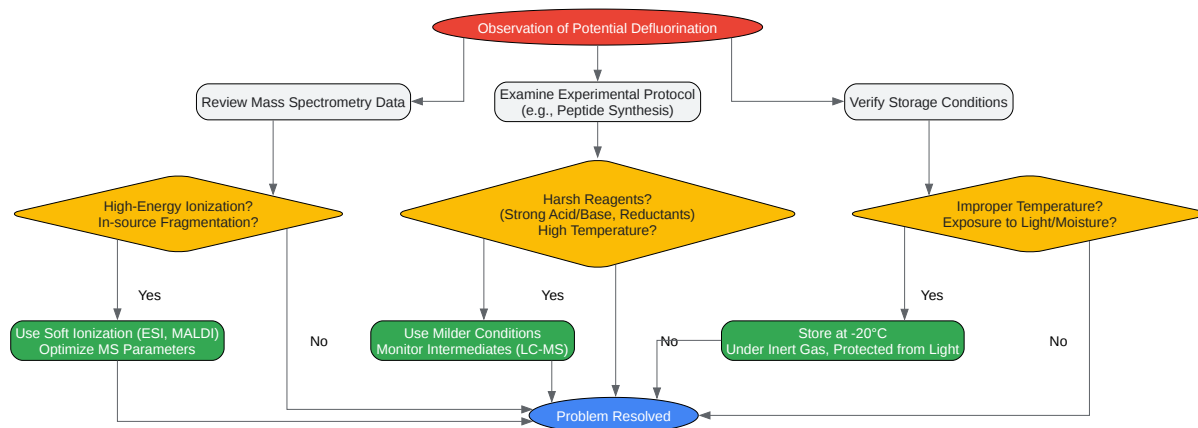 Observation of Potential Defluorination
Review Mass Spectrometry Data
Examine Experimental Protocol
(e.g., Peptide Synthesis)
Verify Storage Conditions
High-Energy Ionization?
In-source Fragmentation?
Harsh Reagents?
(Strong Acid/Base, Reductants)
High Temperature?
Improper Temperature?
Exposure to Light/Moisture?
Yes
Yes
Yes
Use Soft Ionization (ESI, MALDI)
Optimize MS Parameters
No
Use Milder Conditions
Monitor Intermediates (LC-MS)
No
Store at -20°C
Under Inert Gas, Protected from Light
No
Problem Resolved